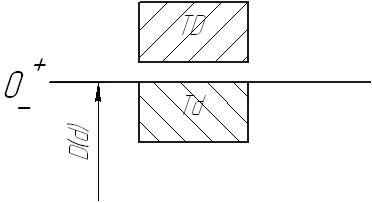 TD
0 + −
Td
D(d)